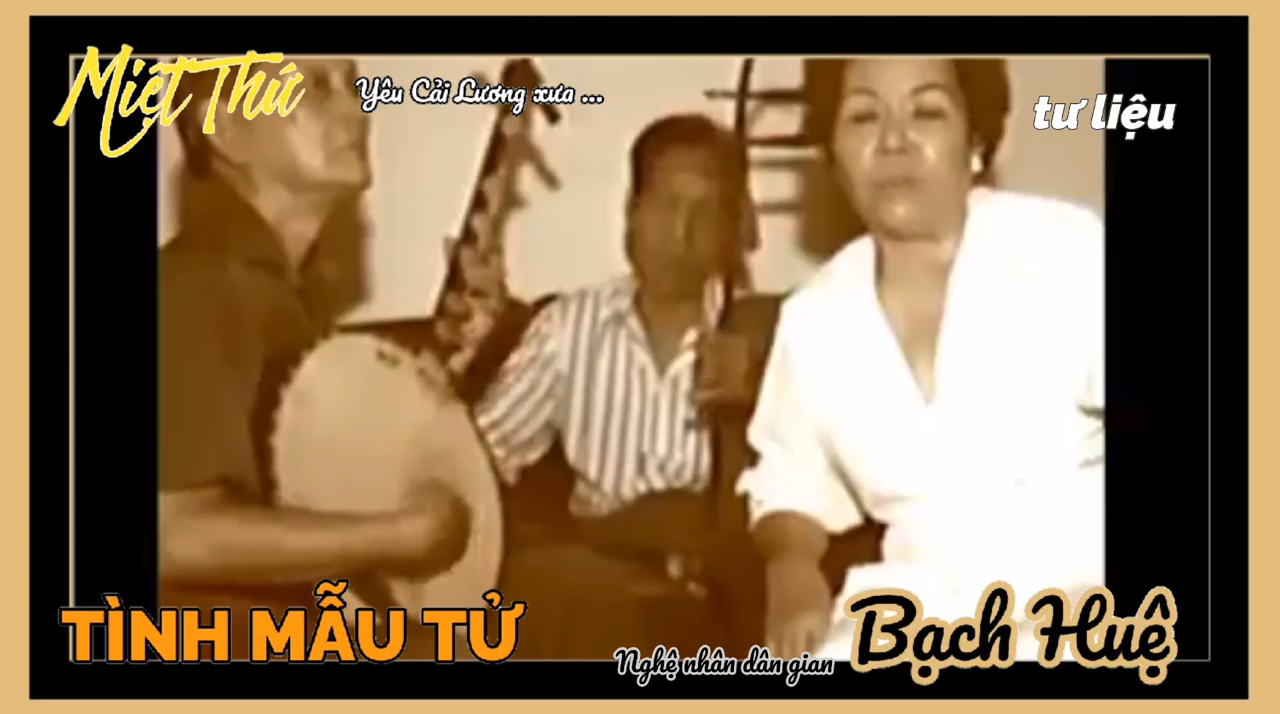 Miệt Thứ
Yêu Cải Lương xưa ...
tư liệu
TÌNH MẪU TỬ
Nghệ nhân dân gian
Bạch Huệ